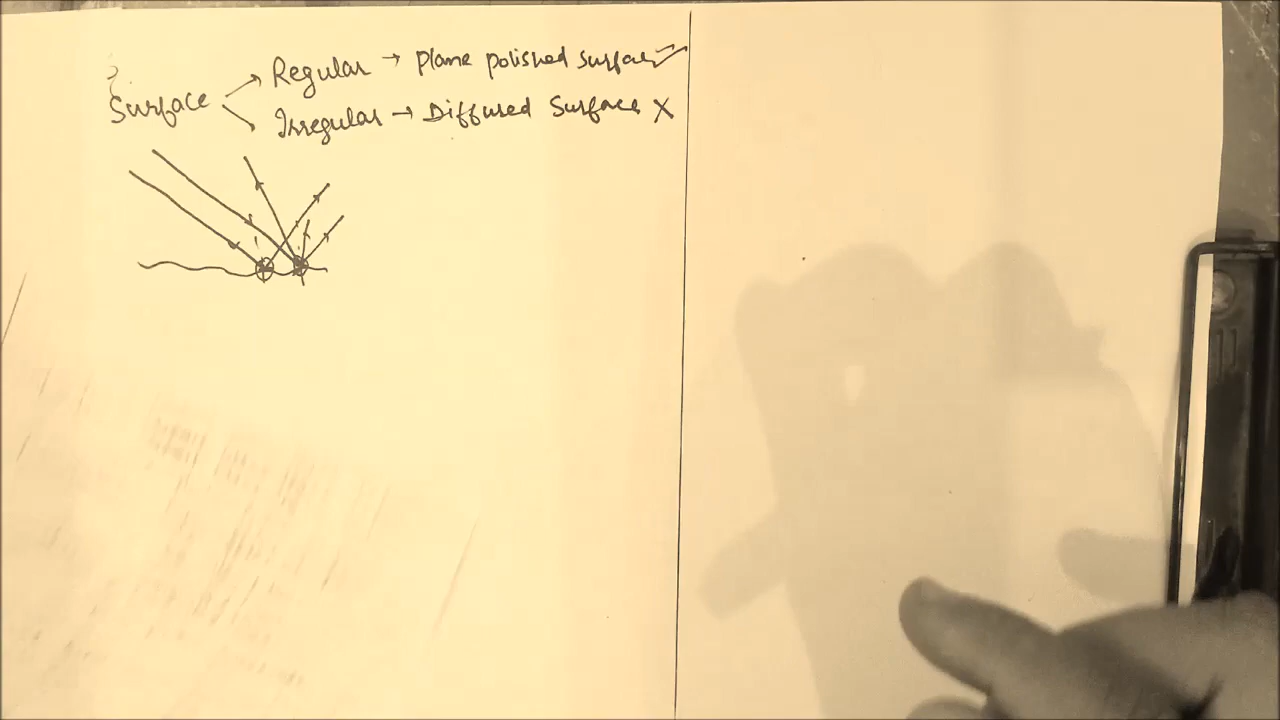 Regular → plane polished surface ✓
Surface
Irregular → Diffused Surface X